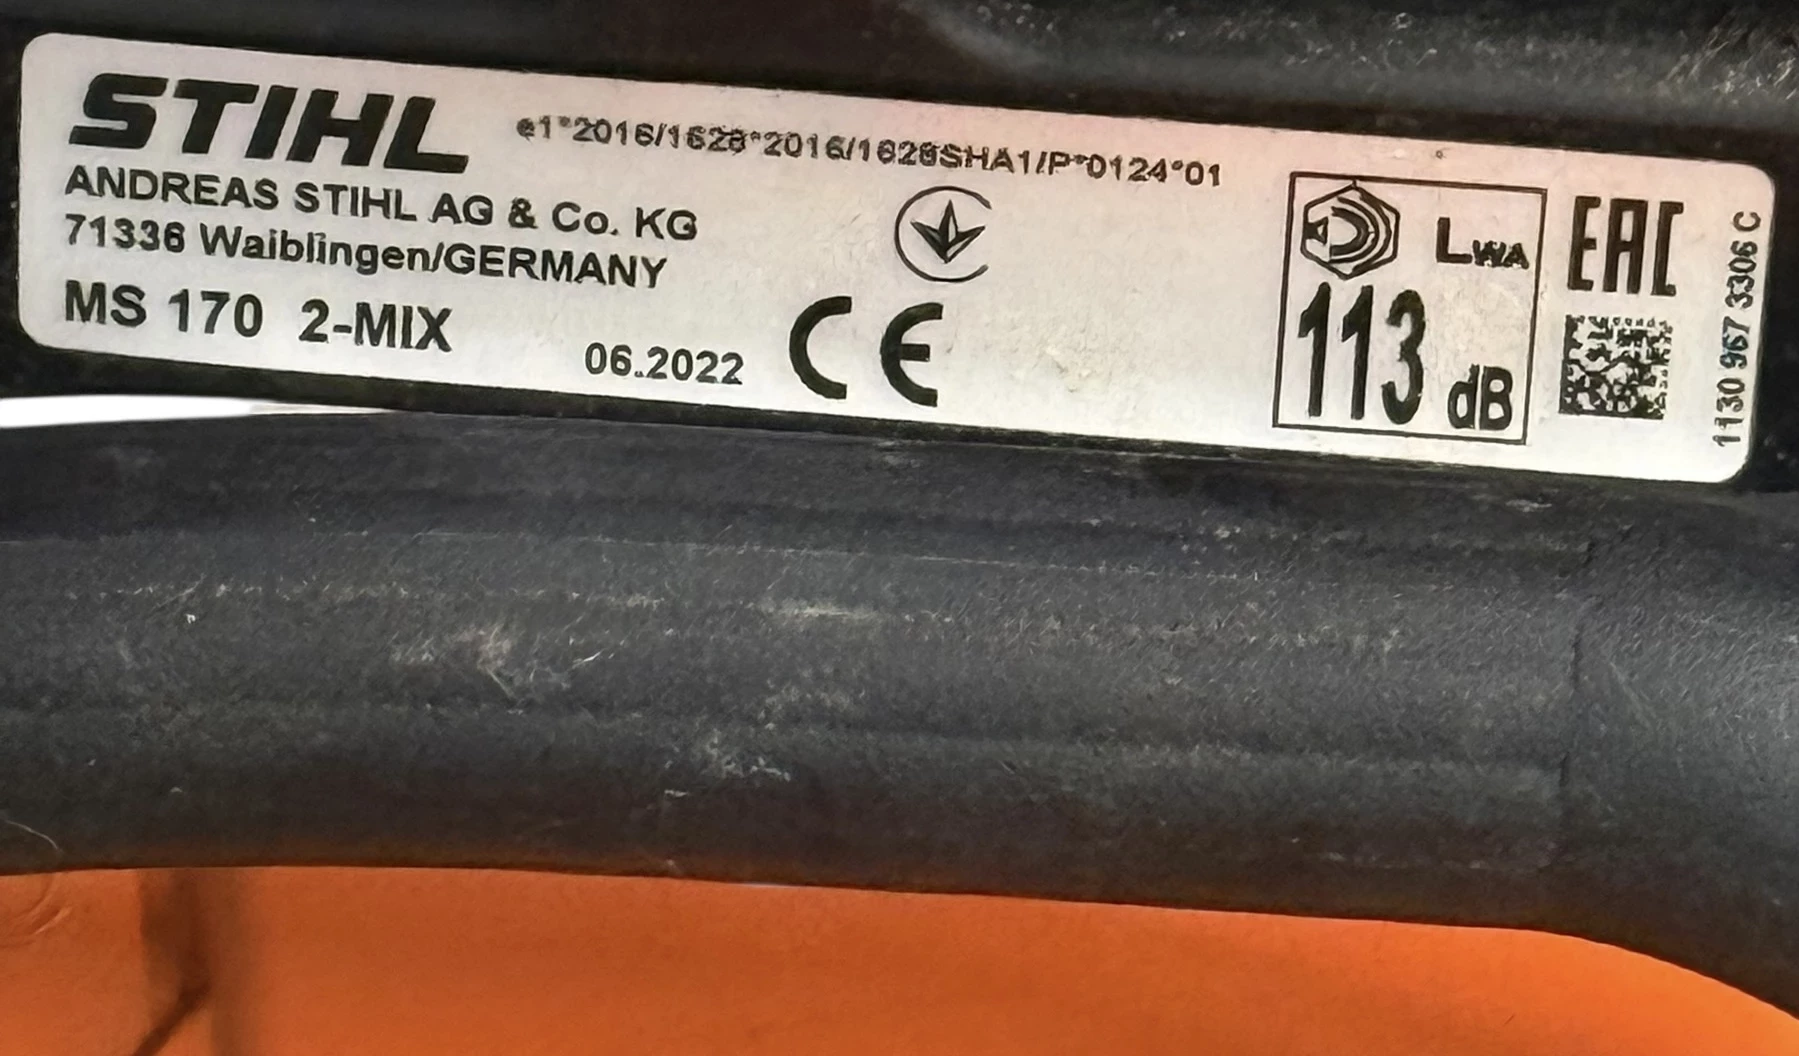 STIHL
e1*2016/1628*2016/1628SHA1/P*0124*01
ANDREAS STIHL AG & Co. KG
71336 Waiblingen/GERMANY
MS 170 2-MIX
06.2022
CE
LWA
113 dB
EAC
1130 967 3306 C